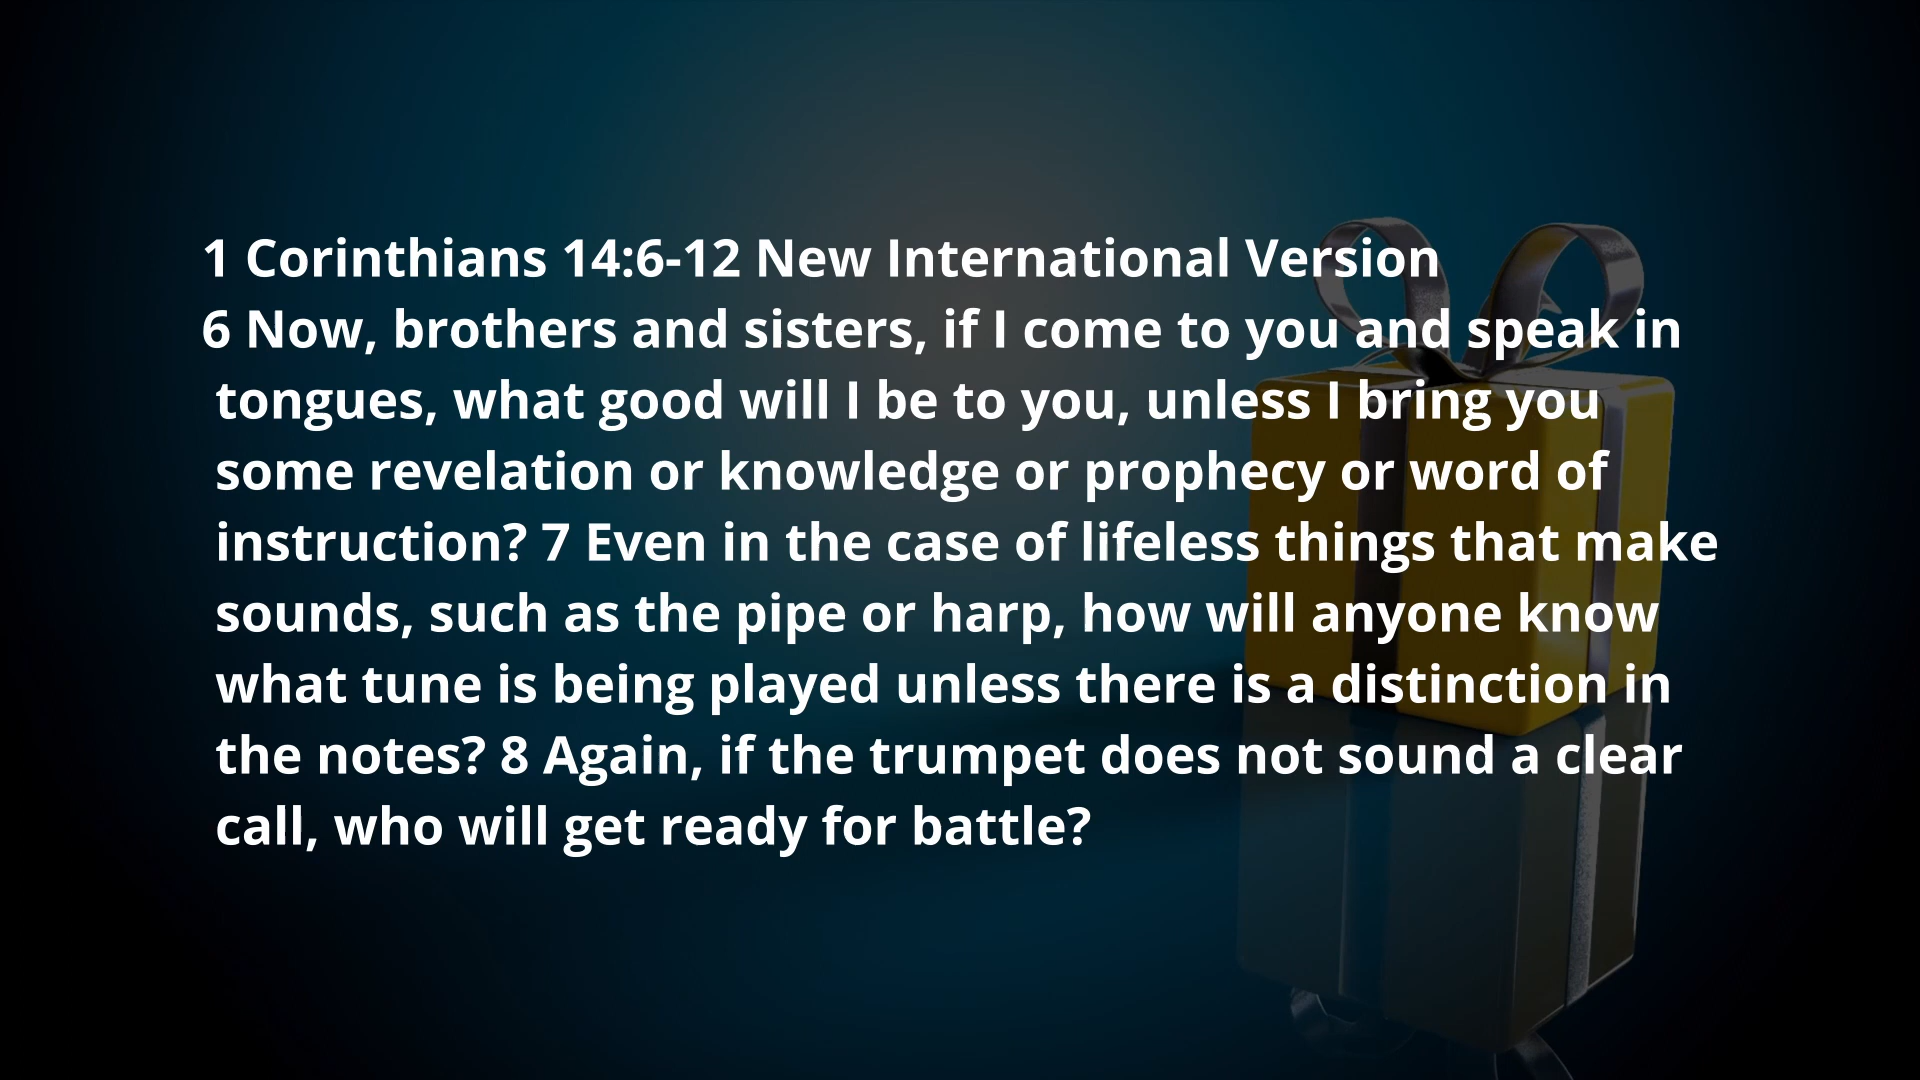 1 Corinthians 14:6-12 New International Version
6 Now, brothers and sisters, if I come to you and speak in
tongues, what good will I be to you, unless I bring you
some revelation or knowledge or prophecy or word of
instruction? 7 Even in the case of lifeless things that make
sounds, such as the pipe or harp, how will anyone know
what tune is being played unless there is a distinction in
the notes? 8 Again, if the trumpet does not sound a clear
call, who will get ready for battle?